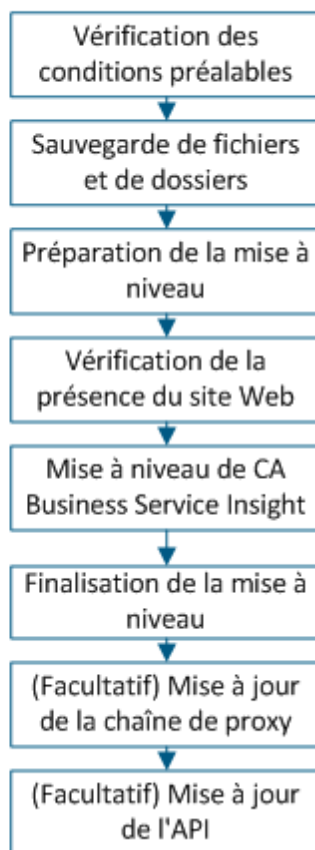 Vérification des
conditions préalables
Sauvegarde de fichiers
et de dossiers
Préparation de la mise à
niveau
Vérification de la
présence du site Web
Mise à niveau de CA
Business Service Insight
Finalisation de la mise à
niveau
(Facultatif) Mise à jour
de la chaîne de proxy
(Facultatif) Mise à jour
de l'API